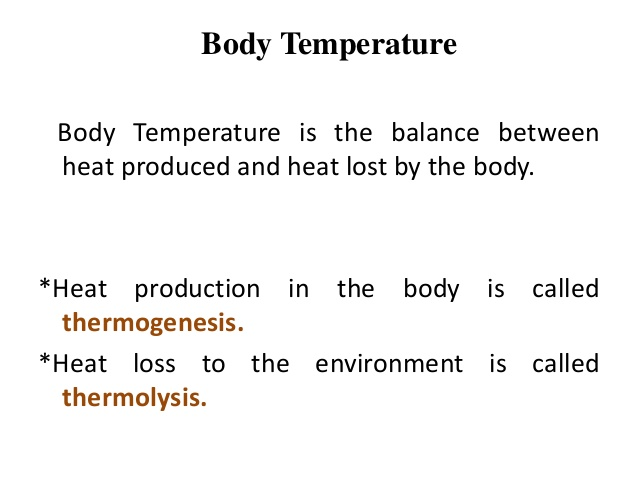 Body Temperature
Body Temperature is the balance between
heat produced and heat lost by the body.
*Heat production in the body is called
thermogenesis.
*Heat loss to the environment is called
thermolysis.